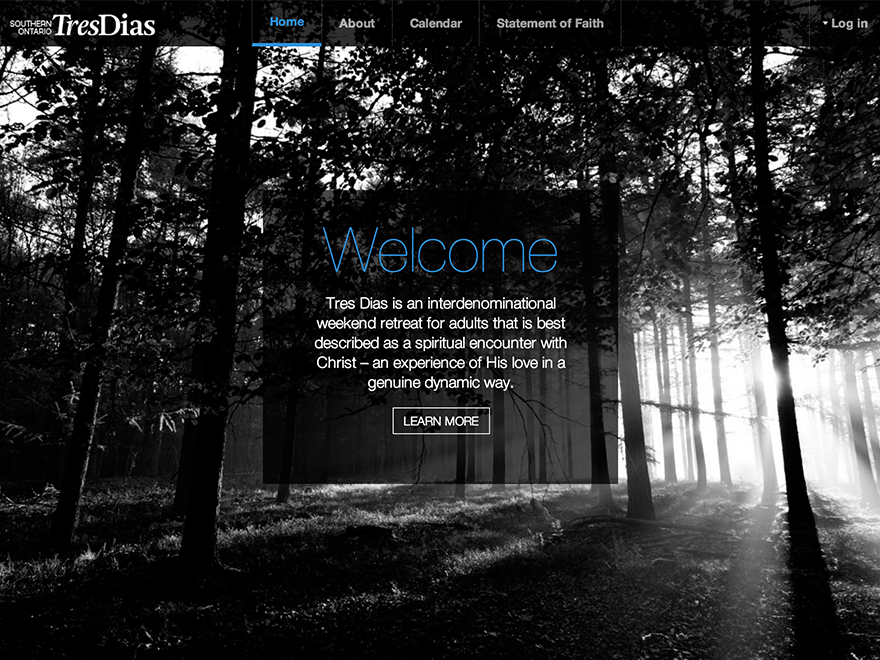 SOUTHERN
ONTARIO
TresDias
Home
About
Calendar
Statement of Faith
Log in
Welcome
Tres Dias is an interdenominational
weekend retreat for adults that is best
described as a spiritual encounter with
Christ – an experience of His love in a
genuine dynamic way.
LEARN MORE